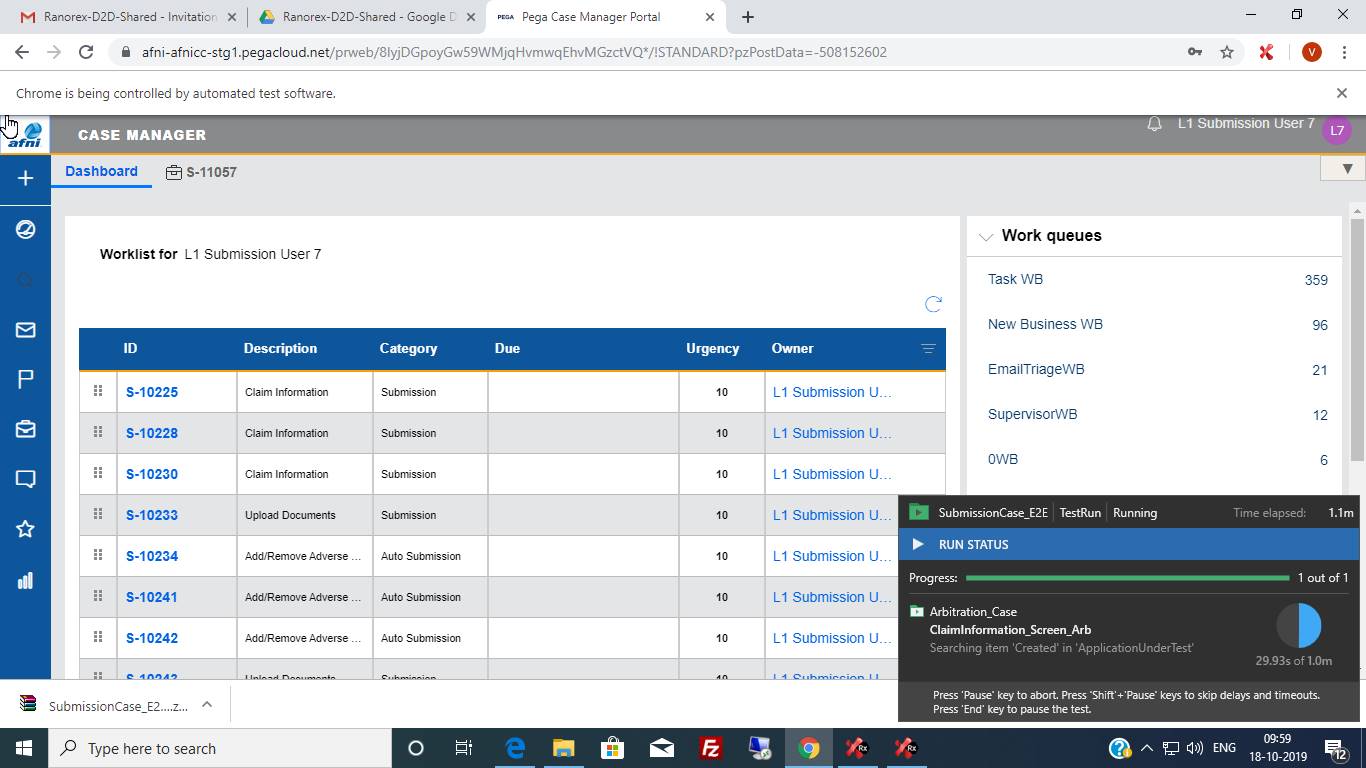 Ranorex-D2D-Shared - Invitation
Ranorex-D2D-Shared - Google D
PEGA Pega Case Manager Portal
afni-afnicc-stg1.pegacloud.net/prweb/8IyjDGpoyGw59WMjqHvmwqEhvMGzctVQ*/!STANDARD?pzPostData=-508152602
V
Chrome is being controlled by automated test software.
afni
CASE MANAGER
L1 Submission User 7
L7
Dashboard
S-11057
Worklist for L1 Submission User 7
ID Description Category Due Urgency Owner
S-10225 Claim Information Submission 10 L1 Submission U...
S-10228 Claim Information Submission 10 L1 Submission U...
S-10230 Claim Information Submission 10 L1 Submission U...
S-10233 Upload Documents Submission 10 L1 Submission U...
S-10234 Add/Remove Adverse ... Auto Submission 10 L1 Submission U...
S-10241 Add/Remove Adverse ... Auto Submission 10 L1 Submission U...
S-10242 Add/Remove Adverse ... Auto Submission 10 L1 Submission U...
S-10243 Upload Documents Submission 10
Work queues
Task WB 359
New Business WB 96
EmailTriageWB 21
SupervisorWB 12
0WB 6
SubmissionCase_E2E TestRun Running Time elapsed: 1.1m
RUN STATUS
Progress: 1 out of 1
Arbitration_Case
ClaimInformation_Screen_Arb
Searching item 'Created' in 'ApplicationUnderTest'
29.93s of 1.0m
Press 'Pause' key to abort. Press 'Shift'+'Pause' keys to skip delays and timeouts.
Press 'End' key to pause the test.
SubmissionCase_E2....z...
Type here to search
Fz
Rx
Rx
ENG
09:59
18-10-2019
12